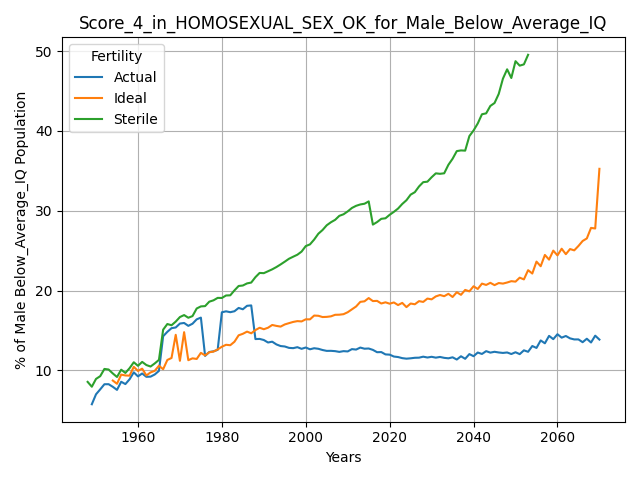 Score_4_in_HOMOSEXUAL_SEX_OK_for_Male_Below_Average_IQ
Fertility
Actual
Ideal
Sterile
% of Male Below_Average_IQ Population
50
40
30
20
10
1960 1980 2000 2020 2040 2060
Years